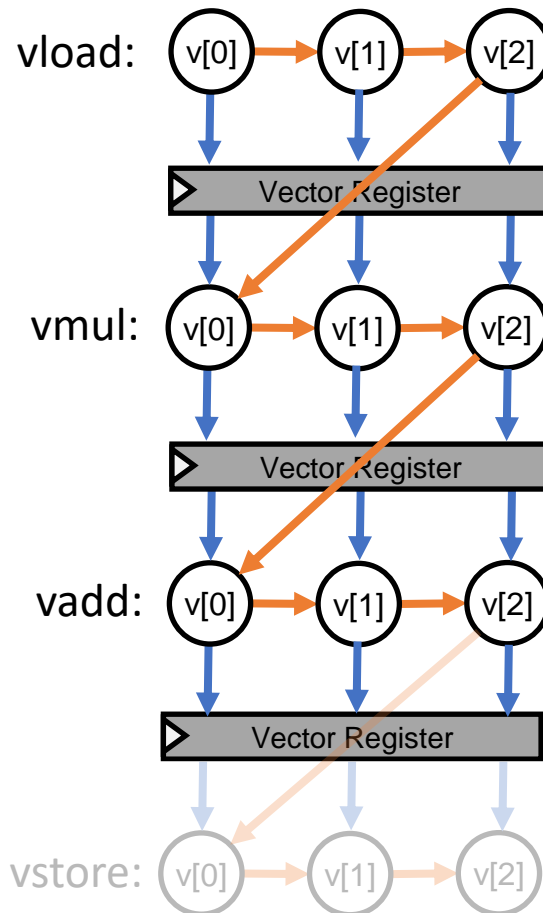 vload: v[0] v[1] v[2]
Vector Register
vmul: v[0] v[1] v[2]
Vector Register
vadd: v[0] v[1] v[2]
Vector Register
vstore: v[0] v[1] v[2]